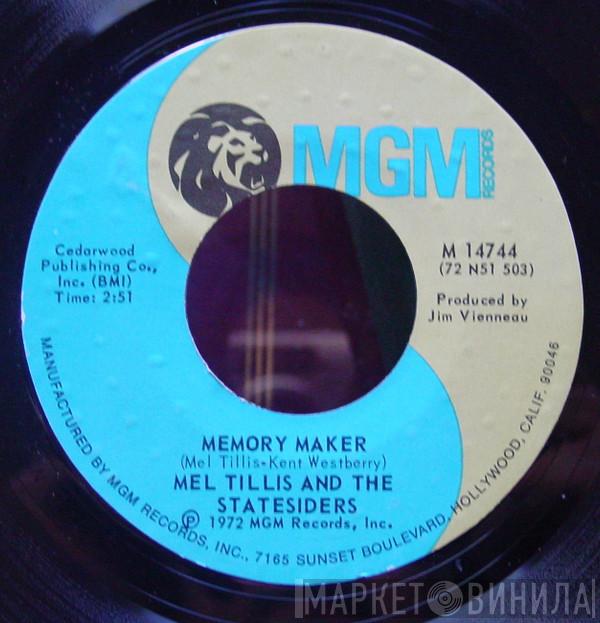 MGM
RECORDS
Cedarwood
Publishing Co.,
Inc. (BMI)
Time: 2:51
M 14744
(72 N51 503)
Produced by
Jim Vienneau
MEMORY MAKER
(Mel Tillis-Kent Westberry)
MEL TILLIS AND THE
STATESIDERS
℗ 1972 MGM Records, Inc.
MANUFACTURED BY MGM RECORDS, INC., 7165 SUNSET BOULEVARD, HOLLYWOOD, CALIF. 90046
МАРКЕТ ВИНИЛА